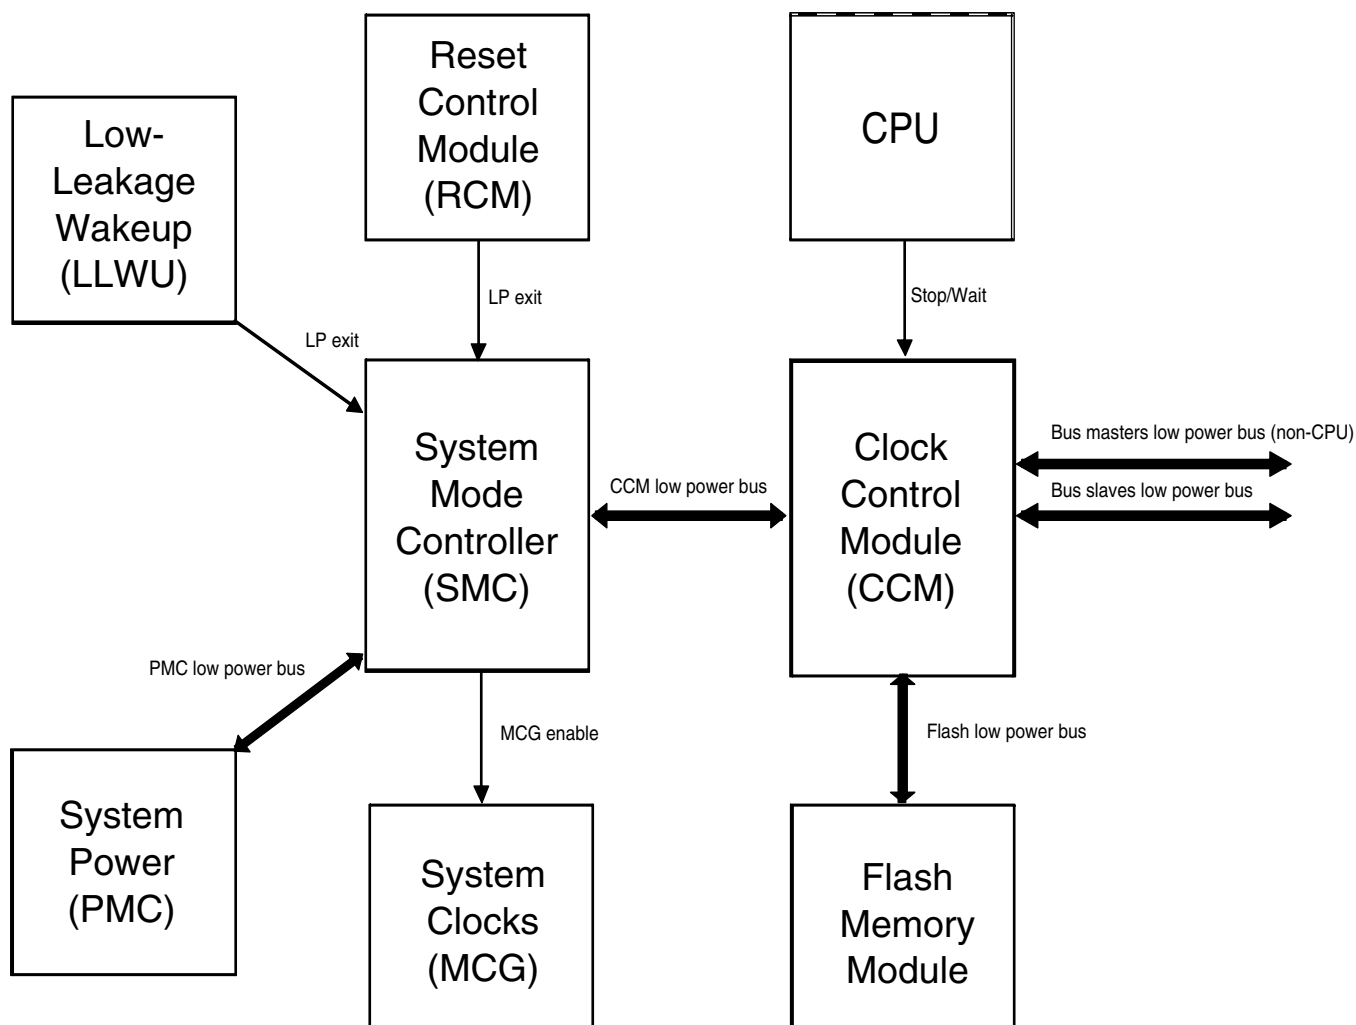 Reset
Control
Module
(RCM)
CPU
Low-
Leakage
Wakeup
(LLWU)
LP exit
Stop/Wait
LP exit
System
Mode
Controller
(SMC)
CCM low power bus
Clock
Control
Module
(CCM)
Bus masters low power bus (non-CPU)
Bus slaves low power bus
PMC low power bus
MCG enable
Flash low power bus
System
Power
(PMC)
System
Clocks
(MCG)
Flash
Memory
Module